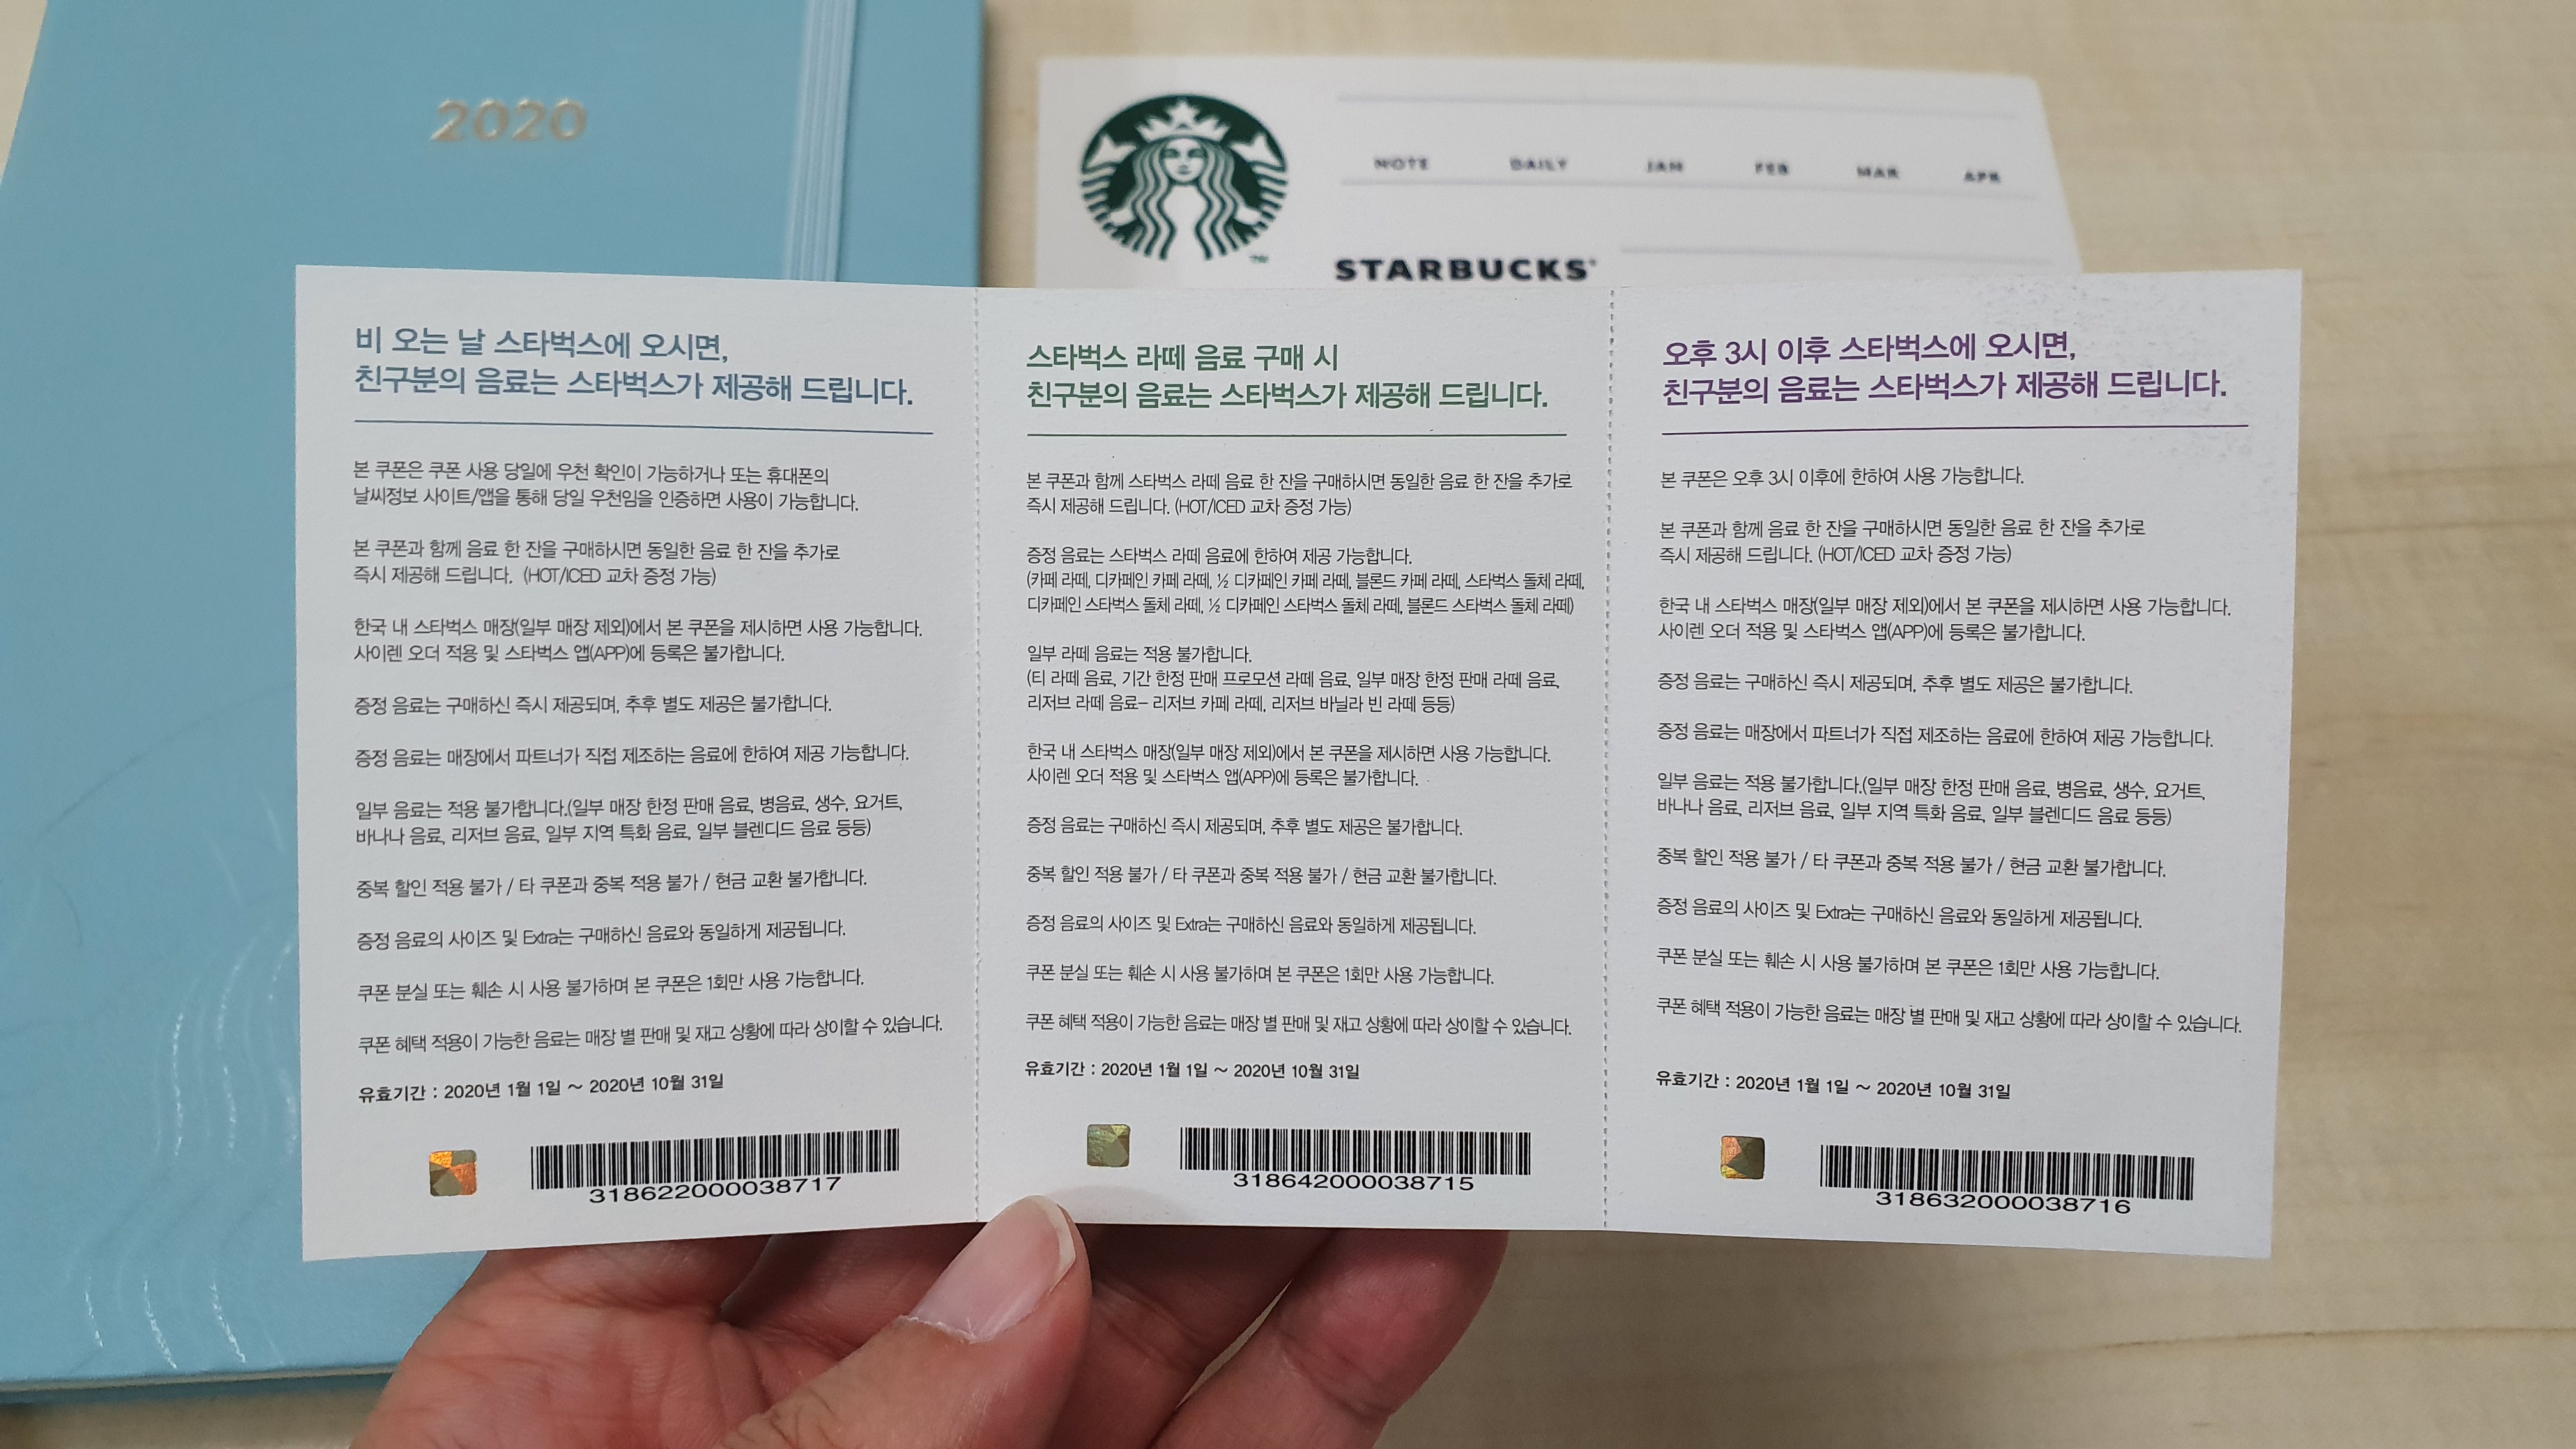 2020
NOTE DAILY JAN FEB MAR APR
STARBUCKS
비 오는 날 스타벅스에 오시면,
친구분의 음료는 스타벅스가 제공해 드립니다.
본 쿠폰은 쿠폰 사용 당일에 우천 확인이 가능하거나 또는 휴대폰의
날씨정보 사이트/앱을 통해 당일 우천임을 인증하면 사용이 가능합니다.
본 쿠폰과 함께 음료 한 잔을 구매하시면 동일한 음료 한 잔을 추가로
즉시 제공해 드립니다. (HOT/ICED 교차 증정 가능)
한국 내 스타벅스 매장(일부 매장 제외)에서 본 쿠폰을 제시하면 사용 가능합니다.
사이렌 오더 적용 및 스타벅스 앱(APP)에 등록은 불가합니다.
증정 음료는 구매하신 즉시 제공되며, 추후 별도 제공은 불가합니다.
증정 음료는 매장에서 파트너가 직접 제조하는 음료에 한하여 제공 가능합니다.
일부 음료는 적용 불가합니다.(일부 매장 한정 판매 음료, 병음료, 생수, 요거트,
바나나 음료, 리저브 음료, 일부 지역 특화 음료, 일부 블렌디드 음료 등등)
중복 할인 적용 불가 / 타 쿠폰과 중복 적용 불가 / 현금 교환 불가합니다.
증정 음료의 사이즈 및 Extra는 구매하신 음료와 동일하게 제공됩니다.
쿠폰 분실 또는 훼손 시 사용 불가하며 본 쿠폰은 1회만 사용 가능합니다.
쿠폰 혜택 적용이 가능한 음료는 매장 별 판매 및 재고 상황에 따라 상이할 수 있습니다.
유효기간 : 2020년 1월 1일 ~ 2020년 10월 31일
318622000038717
스타벅스 라떼 음료 구매 시
친구분의 음료는 스타벅스가 제공해 드립니다.
본 쿠폰과 함께 스타벅스 라떼 음료 한 잔을 구매하시면 동일한 음료 한 잔을 추가로
즉시 제공해 드립니다. (HOT/ICED 교차 증정 가능)
증정 음료는 스타벅스 라떼 음료에 한하여 제공 가능합니다.
(카페 라떼, 디카페인 카페 라떼, ½ 디카페인 카페 라떼, 블론드 카페 라떼, 스타벅스 돌체 라떼,
디카페인 스타벅스 돌체 라떼, ½ 디카페인 스타벅스 돌체 라떼, 블론드 스타벅스 돌체 라떼)
일부 라떼 음료는 적용 불가합니다.
(티 라떼 음료, 기간 한정 판매 프로모션 라떼 음료, 일부 매장 한정 판매 라떼 음료,
리저브 라떼 음료- 리저브 카페 라떼, 리저브 바닐라 빈 라떼 등등)
한국 내 스타벅스 매장(일부 매장 제외)에서 본 쿠폰을 제시하면 사용 가능합니다.
사이렌 오더 적용 및 스타벅스 앱(APP)에 등록은 불가합니다.
증정 음료는 구매하신 즉시 제공되며, 추후 별도 제공은 불가합니다.
중복 할인 적용 불가 / 타 쿠폰과 중복 적용 불가 / 현금 교환 불가합니다.
증정 음료의 사이즈 및 Extra는 구매하신 음료와 동일하게 제공됩니다.
쿠폰 분실 또는 훼손 시 사용 불가하며 본 쿠폰은 1회만 사용 가능합니다.
쿠폰 혜택 적용이 가능한 음료는 매장 별 판매 및 재고 상황에 따라 상이할 수 있습니다.
유효기간 : 2020년 1월 1일 ~ 2020년 10월 31일
318642000038715
오후 3시 이후 스타벅스에 오시면,
친구분의 음료는 스타벅스가 제공해 드립니다.
본 쿠폰은 오후 3시 이후에 한하여 사용 가능합니다.
본 쿠폰과 함께 음료 한 잔을 구매하시면 동일한 음료 한 잔을 추가로
즉시 제공해 드립니다. (HOT/ICED 교차 증정 가능)
한국 내 스타벅스 매장(일부 매장 제외)에서 본 쿠폰을 제시하면 사용 가능합니다.
사이렌 오더 적용 및 스타벅스 앱(APP)에 등록은 불가합니다.
증정 음료는 구매하신 즉시 제공되며, 추후 별도 제공은 불가합니다.
증정 음료는 매장에서 파트너가 직접 제조하는 음료에 한하여 제공 가능합니다.
일부 음료는 적용 불가합니다.(일부 매장 한정 판매 음료, 병음료, 생수, 요거트,
바나나 음료, 리저브 음료, 일부 지역 특화 음료, 일부 블렌디드 음료 등등)
중복 할인 적용 불가 / 타 쿠폰과 중복 적용 불가 / 현금 교환 불가합니다.
증정 음료의 사이즈 및 Extra는 구매하신 음료와 동일하게 제공됩니다.
쿠폰 분실 또는 훼손 시 사용 불가하며 본 쿠폰은 1회만 사용 가능합니다.
쿠폰 혜택 적용이 가능한 음료는 매장 별 판매 및 재고 상황에 따라 상이할 수 있습니다.
유효기간 : 2020년 1월 1일 ~ 2020년 10월 31일
318632000038716